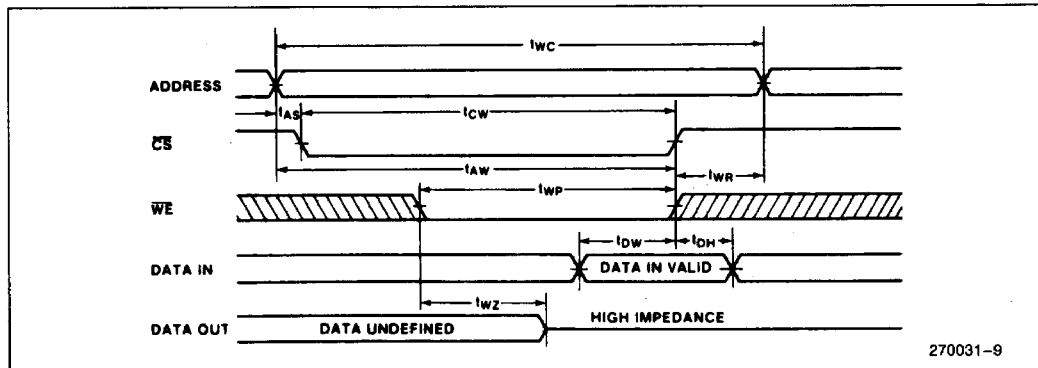 tWC
ADDRESS
tAS tCW
CS
tAW tWR
tWP
WE
tDW tDH
DATA IN DATA IN VALID
tWZ
DATA OUT DATA UNDEFINED HIGH IMPEDANCE
270031–9